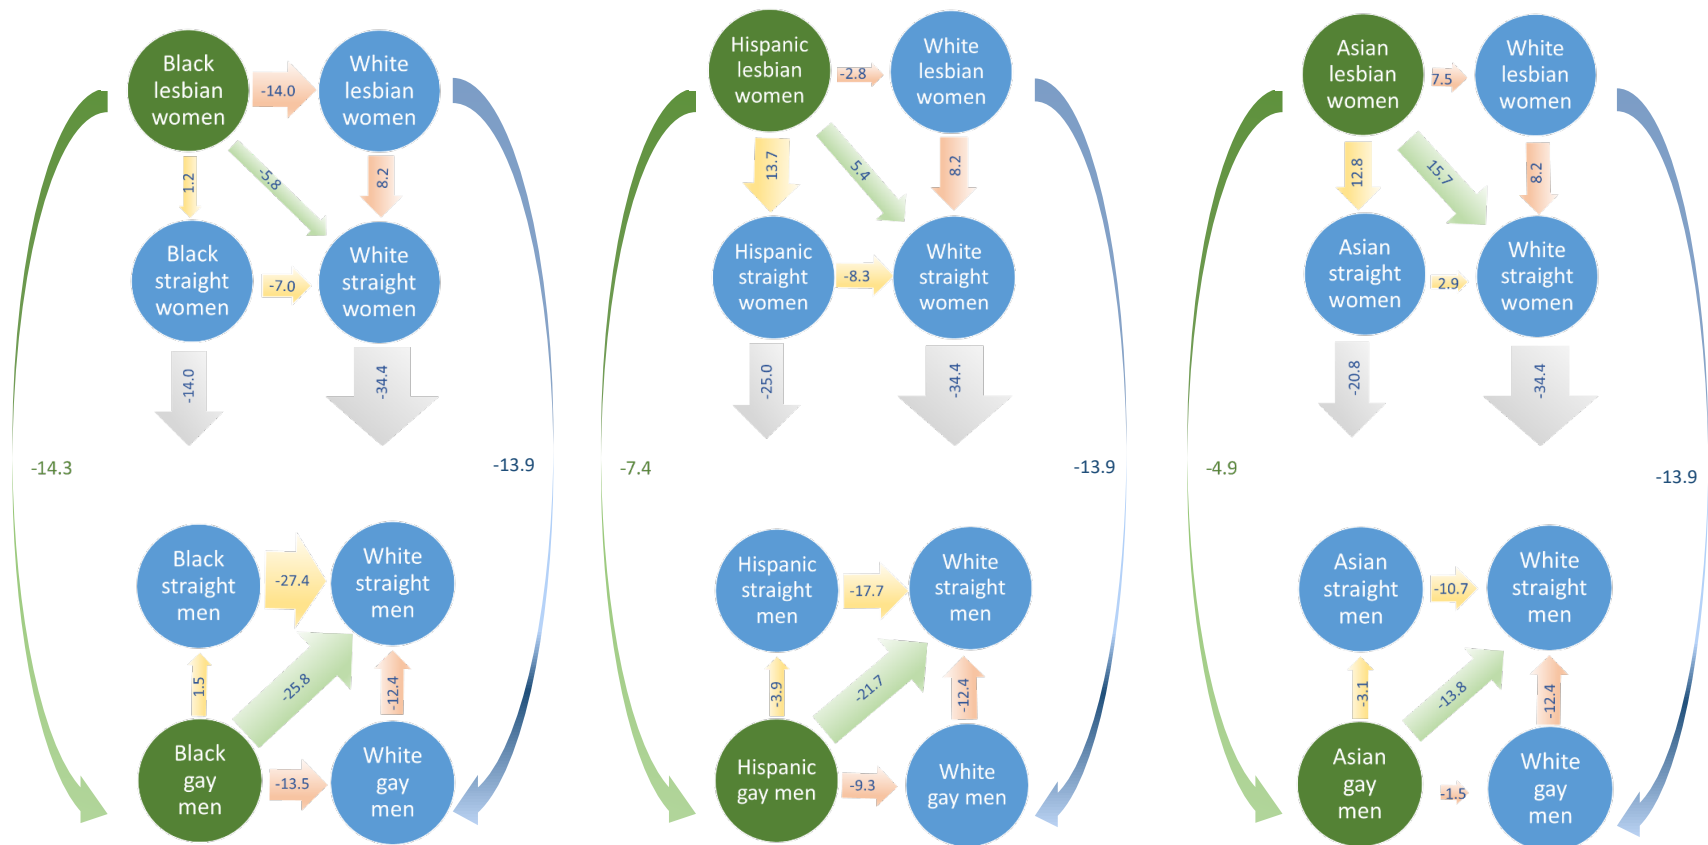 Black
lesbian
women
-14.0
White
lesbian
women
1.2
-5.8
8.2
Black
straight
women
-7.0
White
straight
women
-14.0
-34.4
-14.3
-13.9
Black
straight
men
-27.4
White
straight
men
1.5
-25.8
-12.4
Black
gay
men
-13.5
White
gay
men
Hispanic
lesbian
women
-2.8
White
lesbian
women
13.7
5.4
8.2
Hispanic
straight
women
-8.3
White
straight
women
-25.0
-34.4
-7.4
-13.9
Hispanic
straight
men
-17.7
White
straight
men
-3.9
-21.7
-12.4
Hispanic
gay men
-9.3
White
gay men
Asian
lesbian
women
7.5
White
lesbian
women
12.8
15.7
8.2
Asian
straight
women
2.9
White
straight
women
-20.8
-34.4
-4.9
-13.9
Asian
straight
men
-10.7
White
straight
men
-3.1
-13.8
-12.4
Asian
gay
men
-1.5
White
gay
men